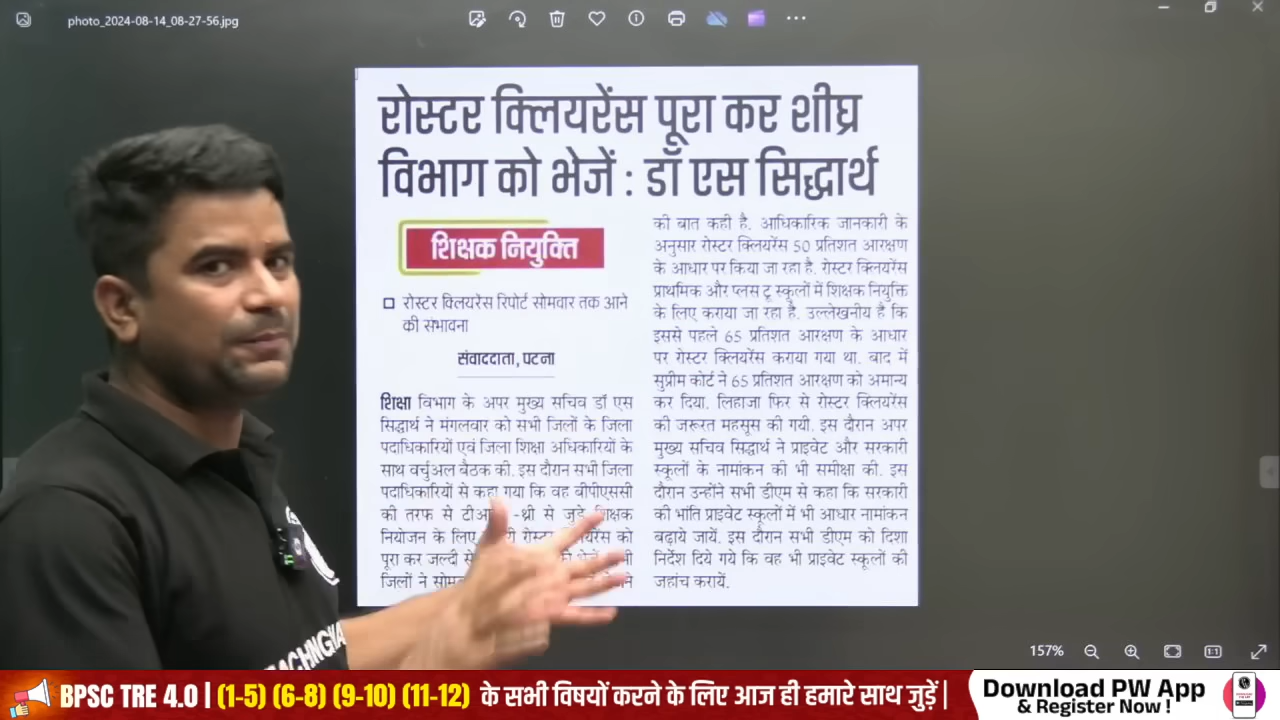 photo_2024-08-14_08-27-56.jpg
रोस्टर क्लियरेंस पूरा कर शीघ्र
विभाग को भेजें : डॉ एस सिद्धार्थ
शिक्षक नियुक्ति
रोस्टर क्लियरेंस रिपोर्ट सोमवार तक आने
की संभावना
संवाददाता, पटना
शिक्षा विभाग के अपर मुख्य सचिव डॉ एस
सिद्धार्थ ने मंगलवार को सभी जिलों के जिला
पदाधिकारियों एवं जिला शिक्षा अधिकारियों के
साथ वर्चुअल बैठक की. इस दौरान सभी जिला
पदाधिकारियों से कहा गया कि वह बीपीएससी
की तरफ से -थ्री से जुड़े शिक्षक
नियोजन के लिए को
पूरा कर जल्दी
जिलों ने
की बात कही है. आधिकारिक जानकारी के
अनुसार रोस्टर क्लियरेंस 50 प्रतिशत आरक्षण
के आधार पर किया जा रहा है. रोस्टर क्लियरेंस
प्राथमिक और प्लस टू स्कूलों में शिक्षक नियुक्ति
के लिए कराया जा रहा है. उल्लेखनीय है कि
इससे पहले 65 प्रतिशत आरक्षण के आधार
पर रोस्टर क्लियरेंस कराया गया था. बाद में
सुप्रीम कोर्ट ने 65 प्रतिशत आरक्षण को अमान्य
कर दिया. लिहाजा फिर से रोस्टर क्लियरेंस
की जरूरत महसूस की गयी. इस दौरान अपर
मुख्य सचिव सिद्धार्थ ने प्राइवेट और सरकारी
स्कूलों के नामांकन की भी समीक्षा की. इस
दौरान उन्होंने सभी डीएम से कहा कि सरकारी
की भांति प्राइवेट स्कूलों में भी आधार नामांकन
बढ़ाये जायें. इस दौरान सभी डीएम को दिशा
निर्देश दिये गये कि वह भी प्राइवेट स्कूलों की
जहांच करायें.
157%
1:1
BPSC TRE 4.0 | (1-5) (6-8) (9-10) (11-12) के सभी विषयों करने के लिए आज ही हमारे साथ जुड़ें |
Download PW App
& Register Now !